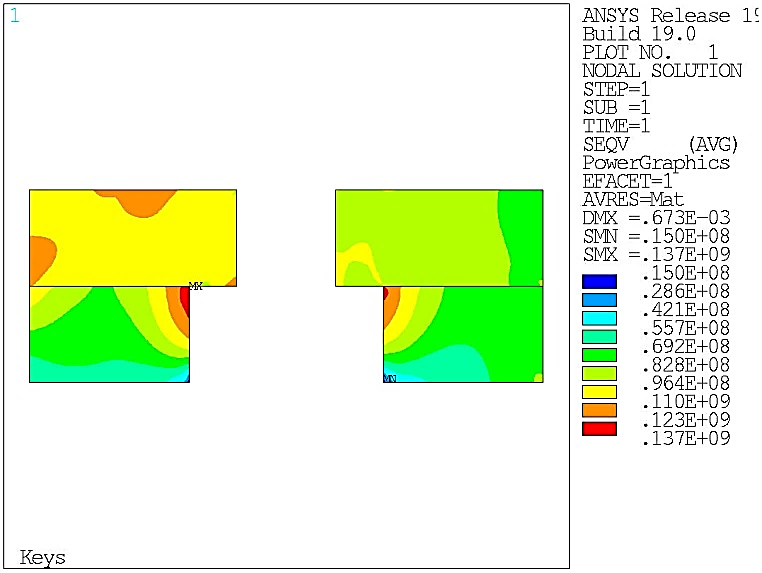 1
ANSYS Release 19
Build 19.0
PLOT NO. 1
NODAL SOLUTION
STEP=1
SUB =1
TIME=1
SEQV (AVG)
PowerGraphics
EFACET=1
AVRES=Mat
DMX =.673E-03
SMN =.150E+08
SMX =.137E+09
.150E+08
.286E+08
.421E+08
.557E+08
.692E+08
.828E+08
.964E+08
.110E+09
.123E+09
.137E+09
MX
MN
Keys